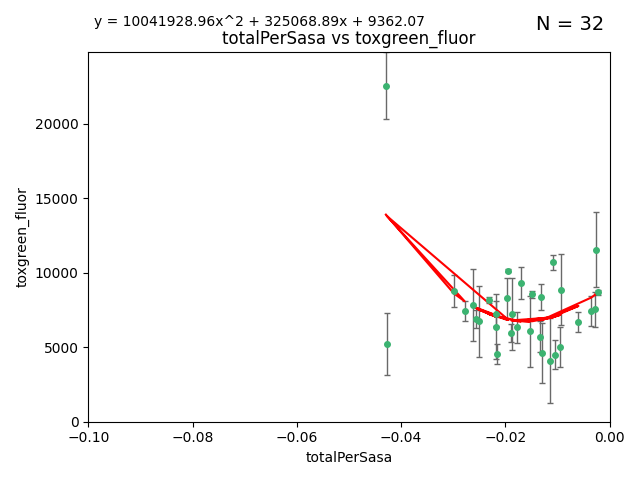 y = 10041928.96x^2 + 325068.89x + 9362.07
N = 32
totalPerSasa vs toxgreen_fluor
toxgreen_fluor
20000
15000
10000
5000
0
−0.10
−0.08
−0.06
−0.04
−0.02
0.00
totalPerSasa